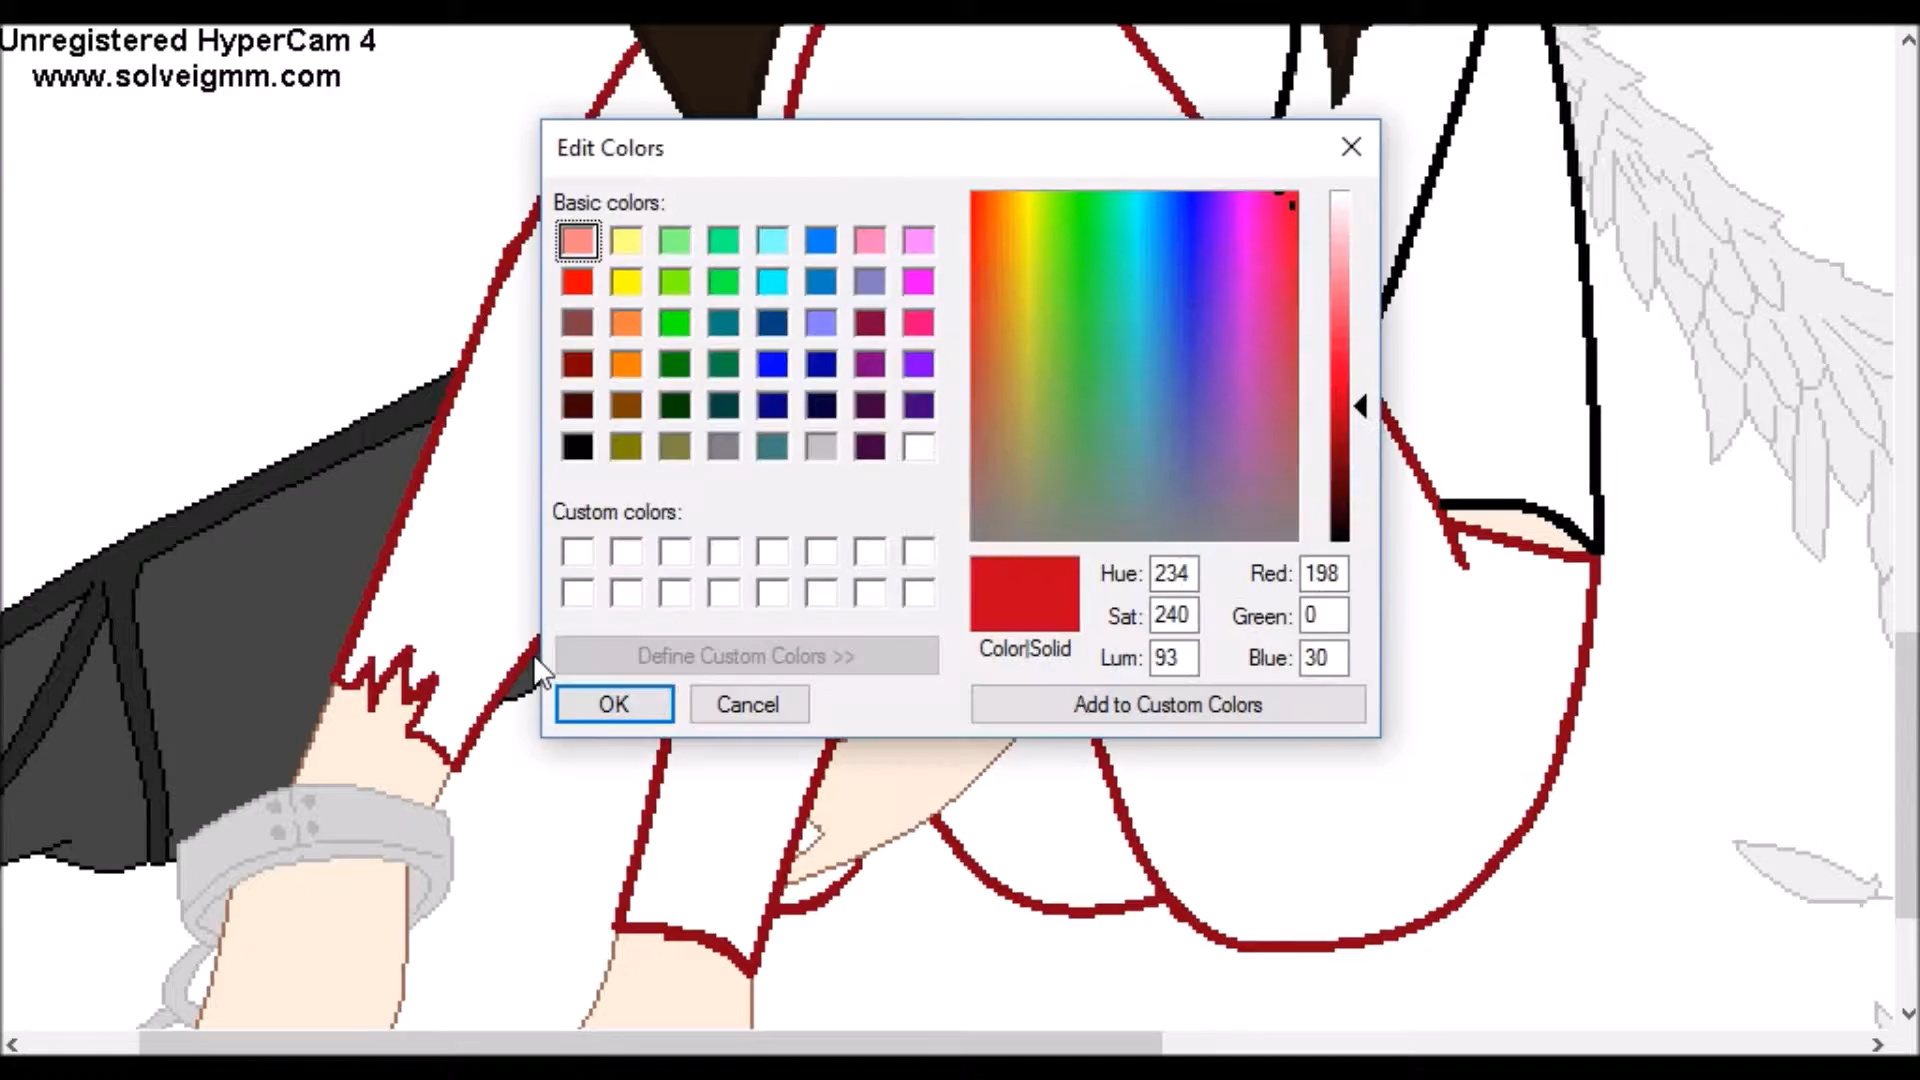 Unregistered HyperCam 4
www.solveigmm.com
Edit Colors
Basic colors:
Custom colors:
Define Custom Colors >>
OK
Cancel
Color|Solid
Hue: 234
Sat: 240
Lum: 93
Red: 198
Green: 0
Blue: 30
Add to Custom Colors